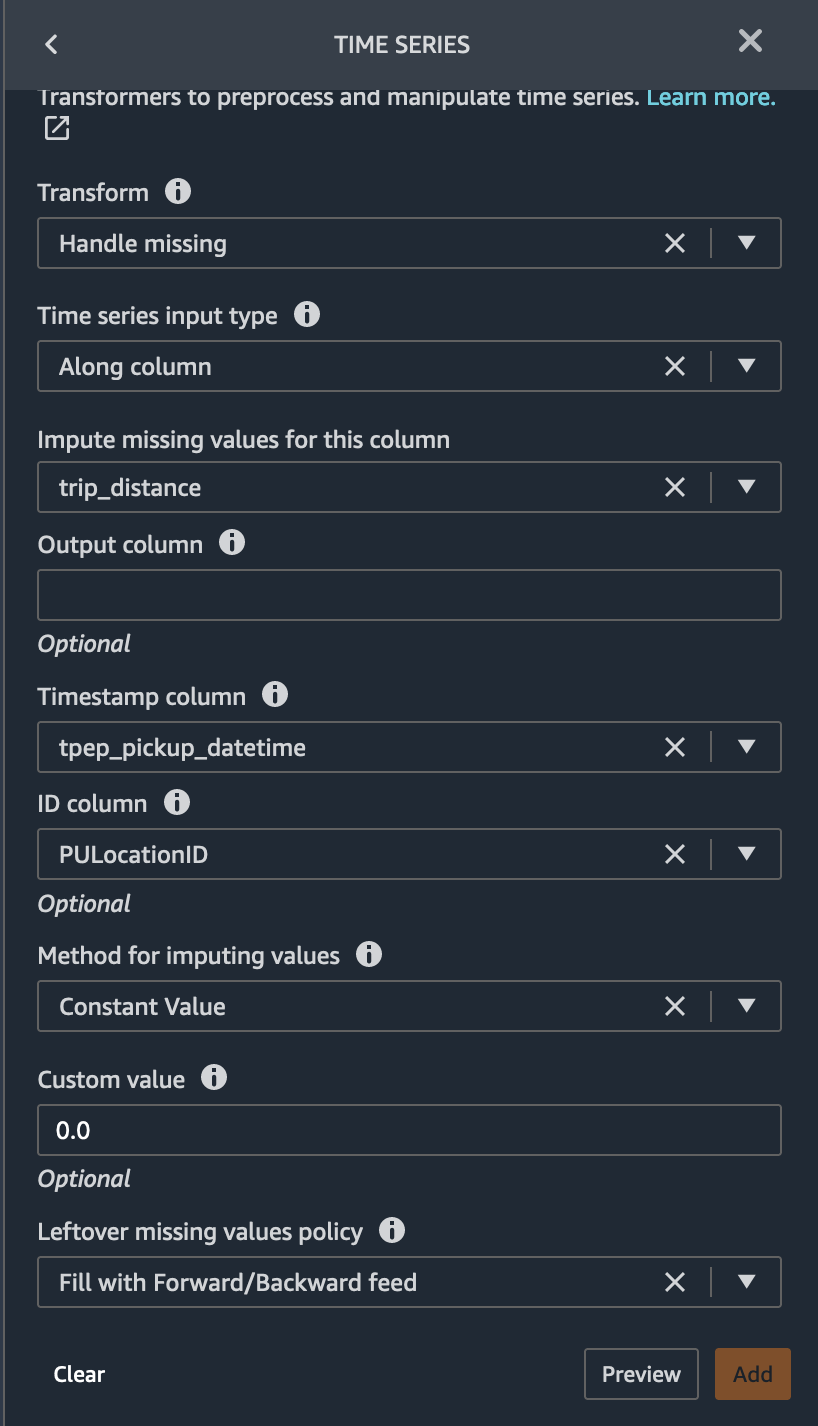 TIME SERIES
Transformers to preprocess and manipulate time series. Learn more.
Transform
Handle missing
Time series input type
Along column
Impute missing values for this column
trip_distance
Output column
Optional
Timestamp column
tpep_pickup_datetime
ID column
PULocationID
Optional
Method for imputing values
Constant Value
Custom value
0.0
Optional
Leftover missing values policy
Fill with Forward/Backward feed
Clear Preview Add